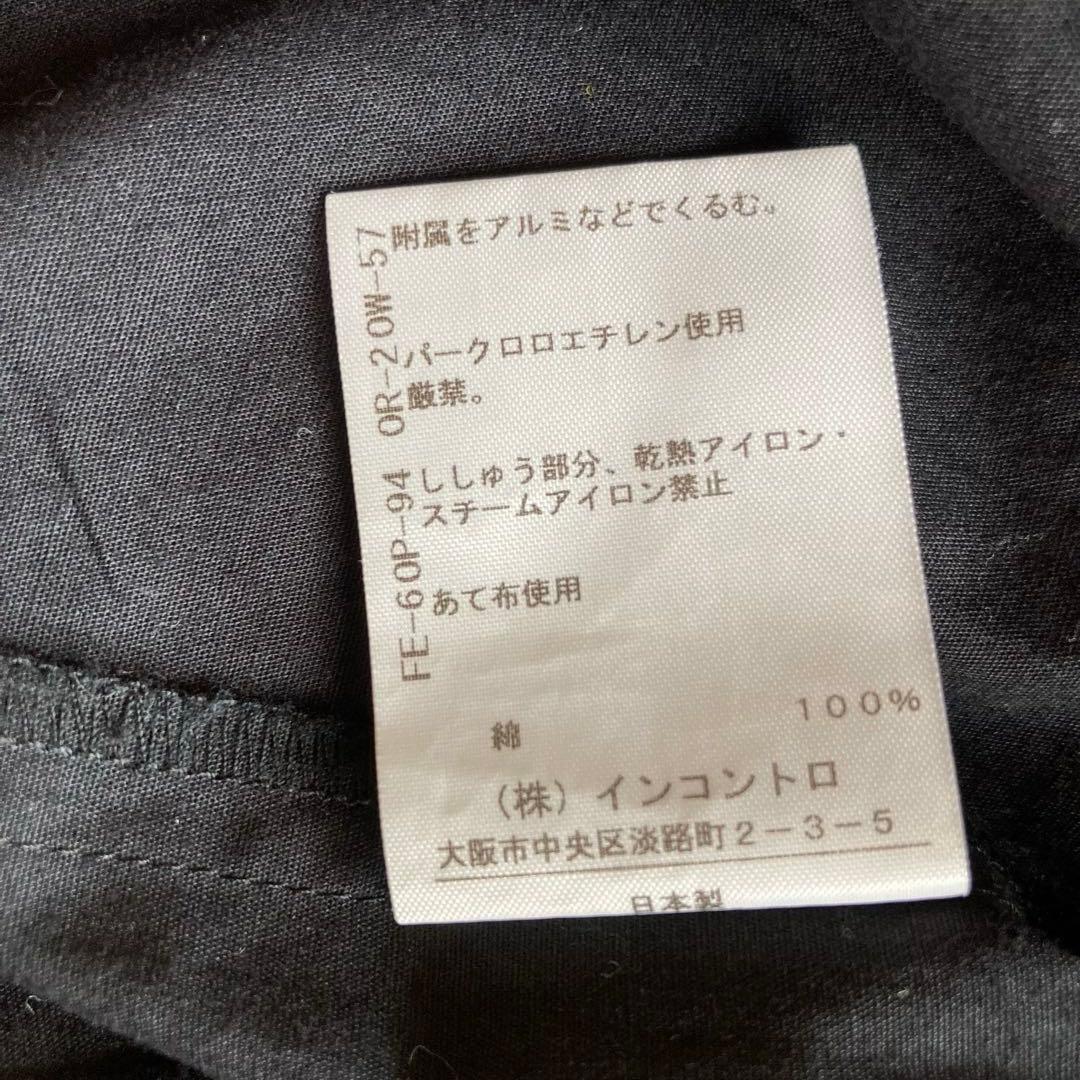 附属をアルミなどでくるむ。
パークロロエチレン使用
厳禁。
ししゅう部分、乾熱アイロン・
スチームアイロン禁止
あて布使用
綿 100%
(株)インコントロ
大阪市中央区淡路町2-3-5
日本製
FE-60P-94 OR-20W-57